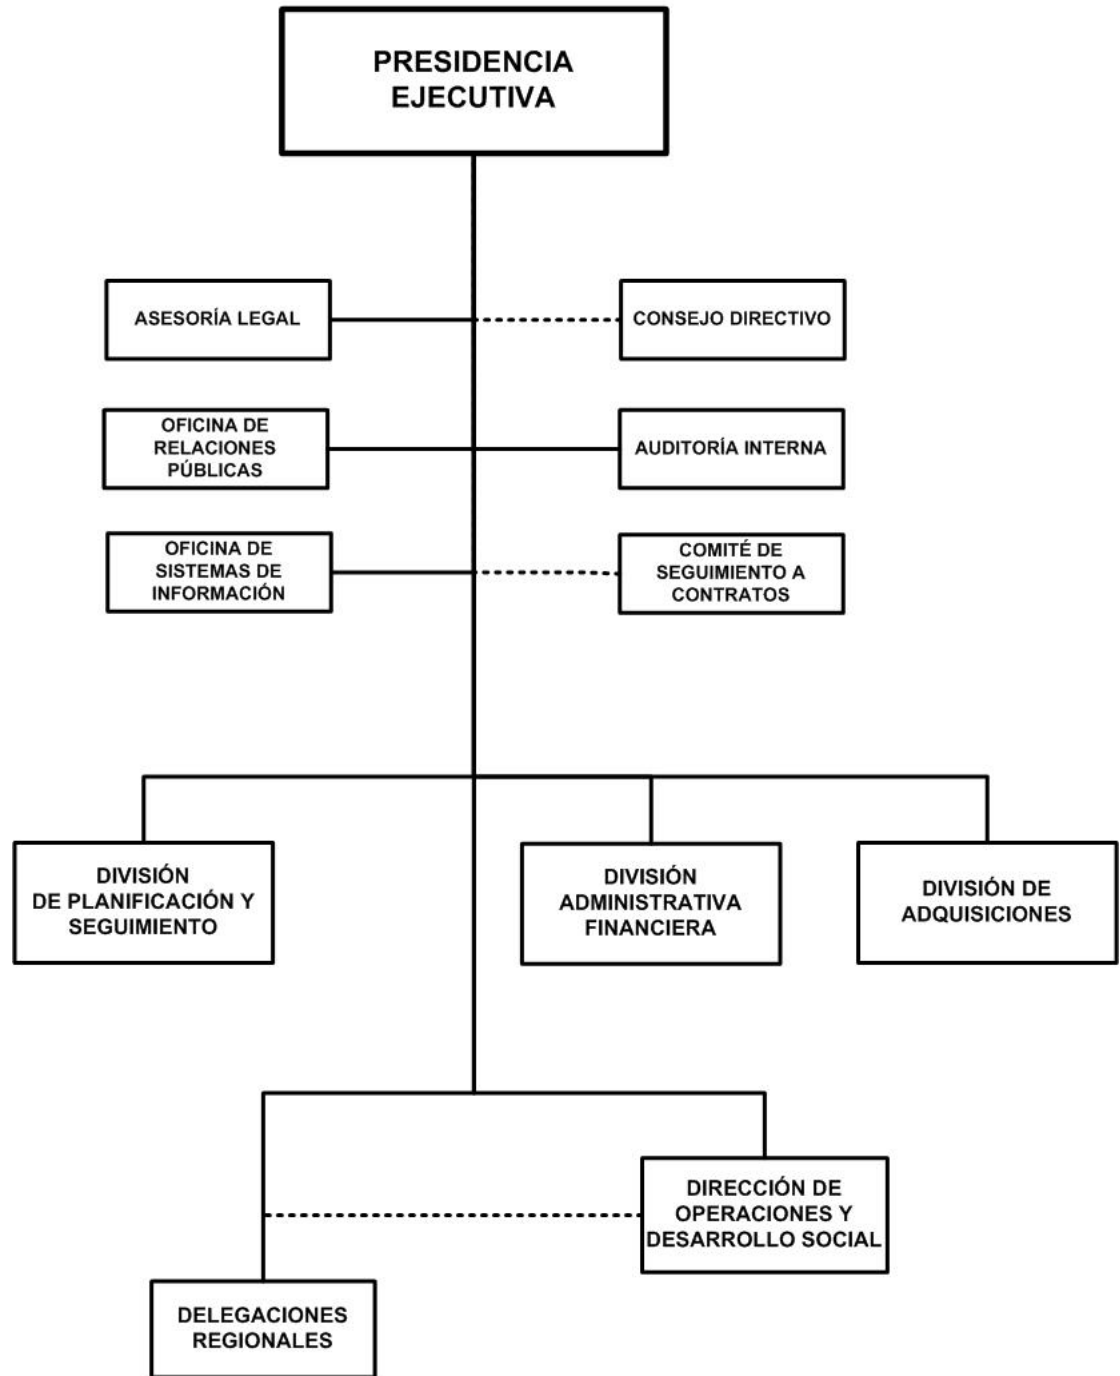 PRESIDENCIA
EJECUTIVA
ASESORÍA LEGAL
CONSEJO DIRECTIVO
OFICINA DE
RELACIONES
PÚBLICAS
AUDITORÍA INTERNA
OFICINA DE
SISTEMAS DE
INFORMACIÓN
COMITÉ DE
SEGUIMIENTO A
CONTRATOS
DIVISIÓN
DE PLANIFICACIÓN Y
SEGUIMIENTO
DIVISIÓN
ADMINISTRATIVA
FINANCIERA
DIVISIÓN DE
ADQUISICIONES
DIRECCIÓN DE
OPERACIONES Y
DESARROLLO SOCIAL
DELEGACIONES
REGIONALES